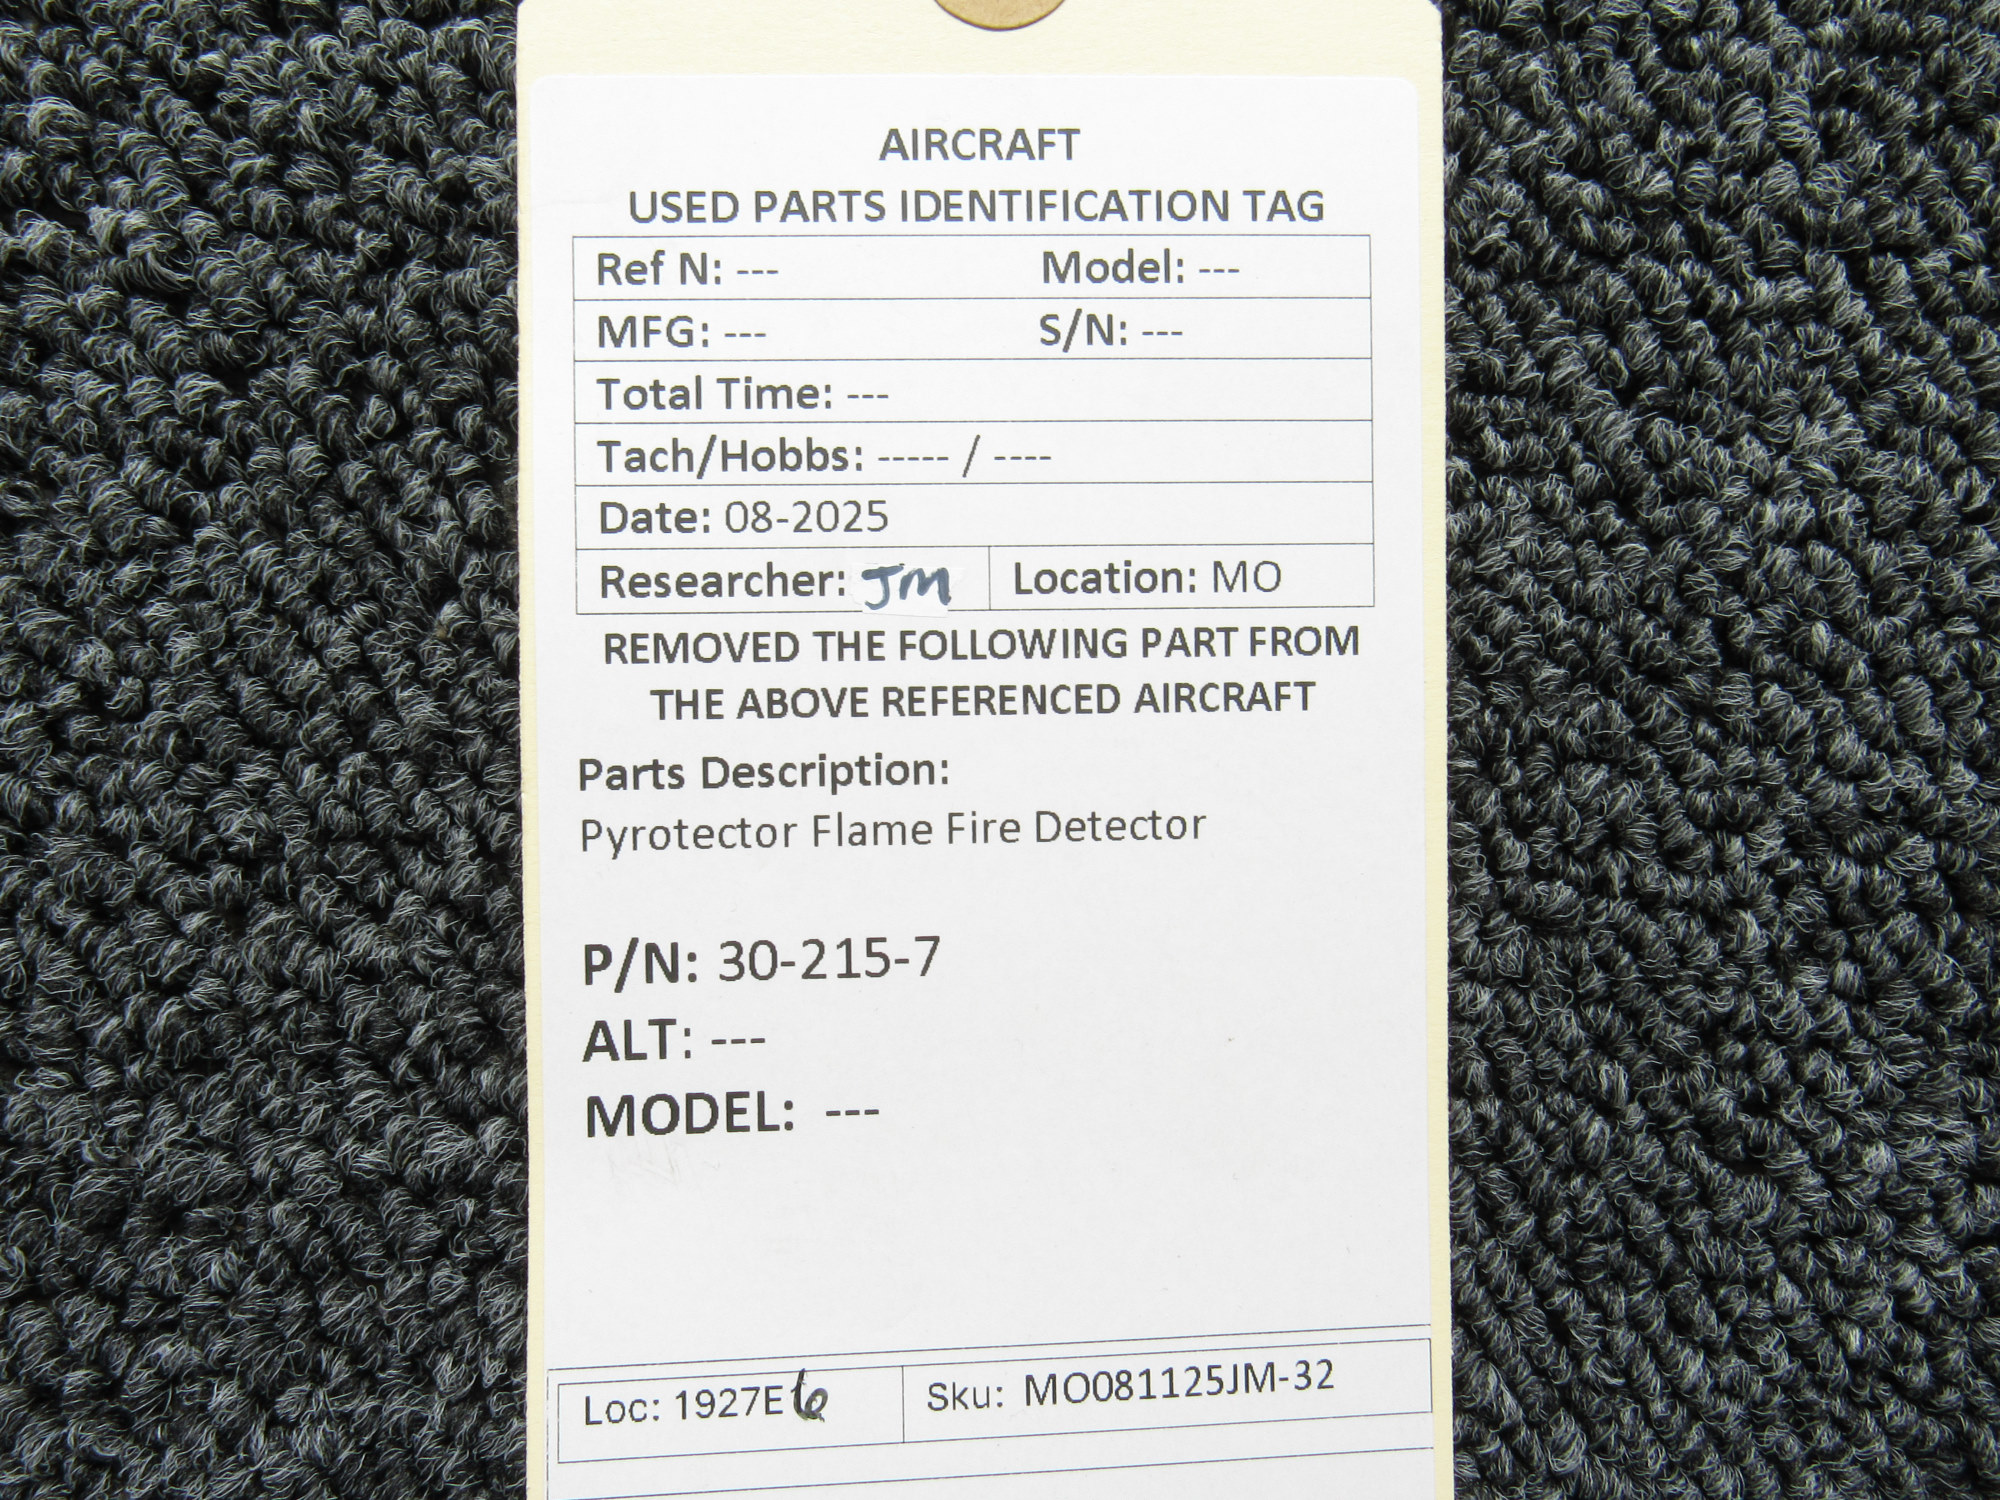 AIRCRAFT
USED PARTS IDENTIFICATION TAG
Ref N: --- Model: ---
MFG: --- S/N: ---
Total Time: ---
Tach/Hobbs: ----- / ----
Date: 08-2025
Researcher: JM Location: MO
REMOVED THE FOLLOWING PART FROM
THE ABOVE REFERENCED AIRCRAFT
Parts Description:
Pyrotector Flame Fire Detector
P/N: 30-215-7
ALT: ---
MODEL: ---
Loc: 1927E6 Sku: MO081125JM-32